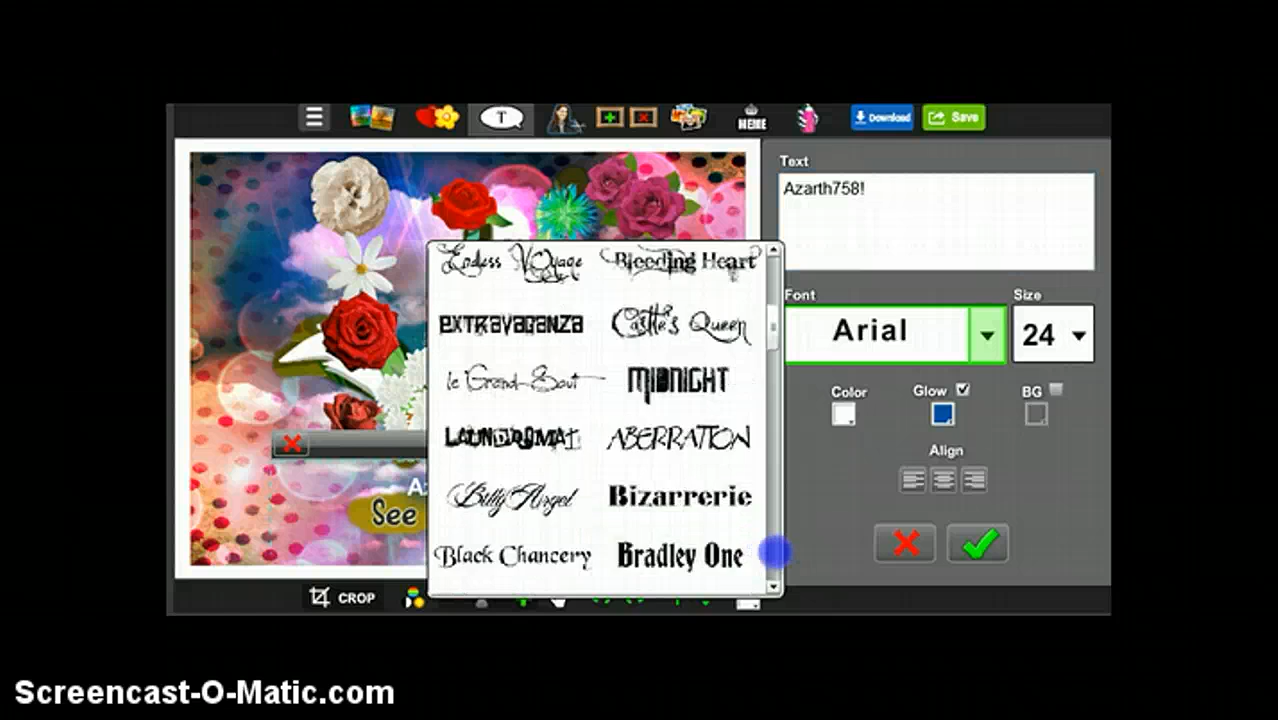 T
MEME
Download
Save
Text
Azarth758!
Endless Voyage
Bleeding Heart
Font
Size
EXTRAVAGANZA
Castle's Queen
Arial
24
le Grand Saut
MIDNIGHT
Color
Glow
BG
LAUNDROMAT
ABERRATION
Align
Billy Argel
Bizarrerie
A
See
Black Chancery
Bradley One
CROP
Screencast-O-Matic.com